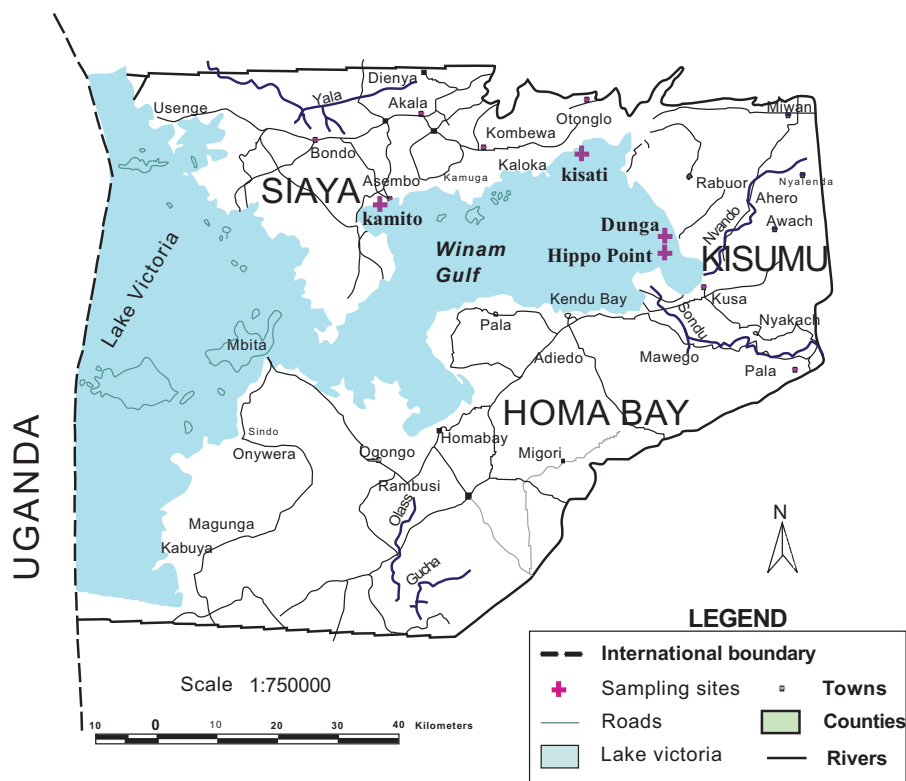 Dienya
Usenge
Yala
Akala
Otonglo
Miwan
Kombewa
Bondo
Kaloka
Kamuga
kisati
Asembo
Rabuor
Nyalenda
SIAYA
kamito
Ahero
Dunga
Nvando
Awach
Winam
Gulf
Hippo Point
KISUMU
Lake Victoria
Kendu Bay
Kusa
Sondu
Pala
Nyakach
Mbita
Adiedo
Mawego
Pala
HOMA BAY
Sindo
Homabay
Onywera
Ogongo
Migori
UGANDA
Rambusi
Olass
Magunga
Kabuya
Gucha
N
LEGEND
International boundary
Sampling sites
Towns
Roads
Counties
Lake victoria
Rivers
Scale 1:750000
10 0 10 20 30 40 Kilometers